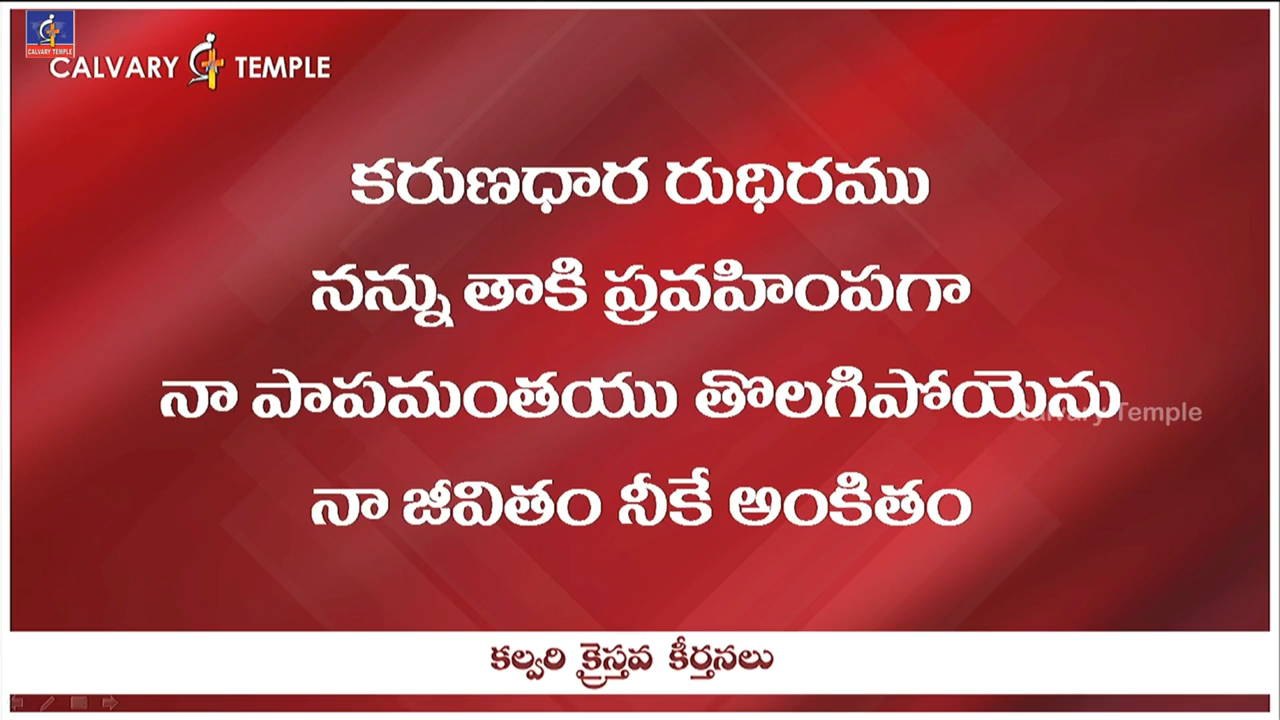 CALVARY TEMPLE
CALVARY TEMPLE
కరుణధార రుధిరము
నన్ను తాకి ప్రవహింపగా
నా పాపమంతయు తొలగిపోయెను
Calvary Temple
నా జీవితం నీకే అంకితం
కల్వరి క్రైస్తవ కీర్తనలు